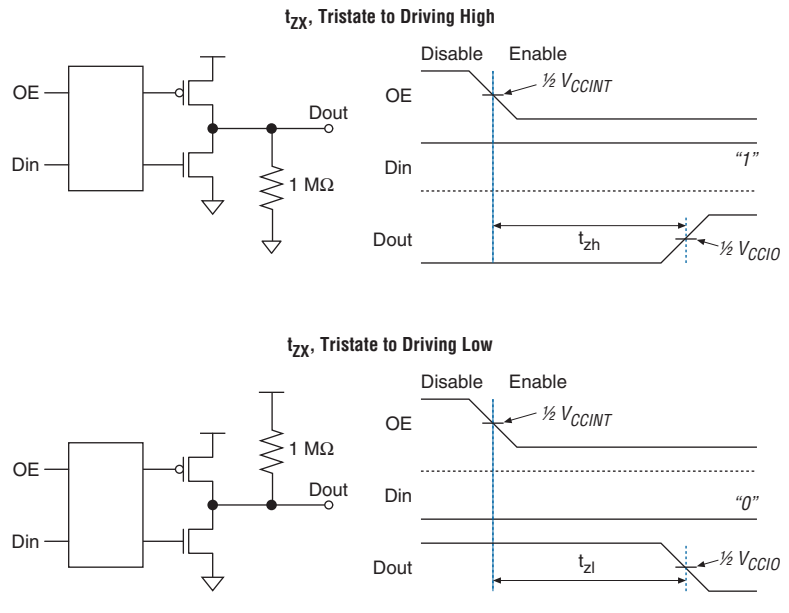 tZX, Tristate to Driving High
Disable Enable
OE
Din
Dout
1 MΩ
OE
½ VCCINT
Din
"1"
Dout
tzh
½ VCCIO
tZX, Tristate to Driving Low
Disable Enable
OE
Din
1 MΩ
Dout
OE
½ VCCINT
Din
"0"
Dout
tzl
½ VCCIO